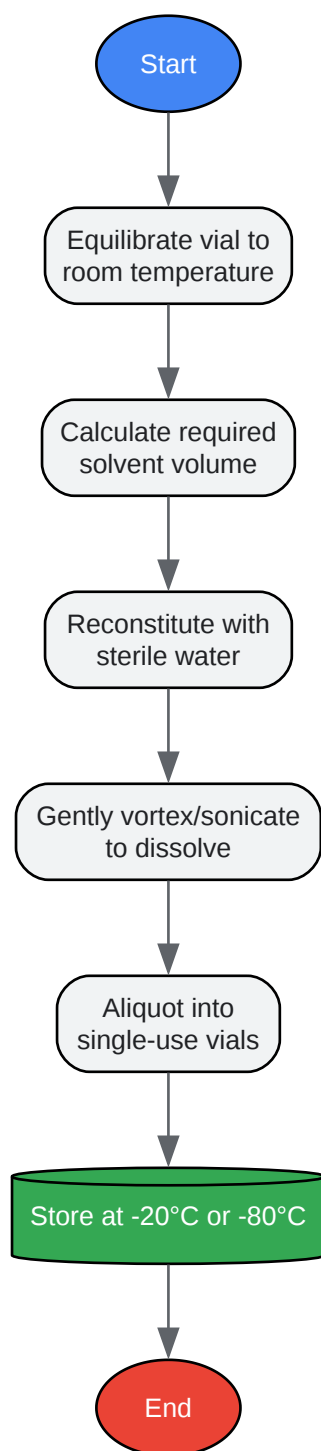 Start
Equilibrate vial to
room temperature
Calculate required
solvent volume
Reconstitute with
sterile water
Gently vortex/sonicate
to dissolve
Aliquot into
single-use vials
Store at -20°C or -80°C
End